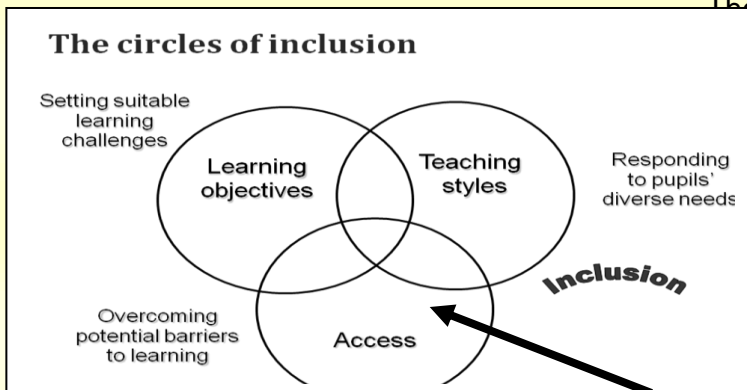 The circles of inclusion
Setting suitable
learning
challenges
Learning
objectives
Teaching
styles
Responding
to pupils'
diverse needs
Inclusion
Overcoming
potential barriers
to learning
Access